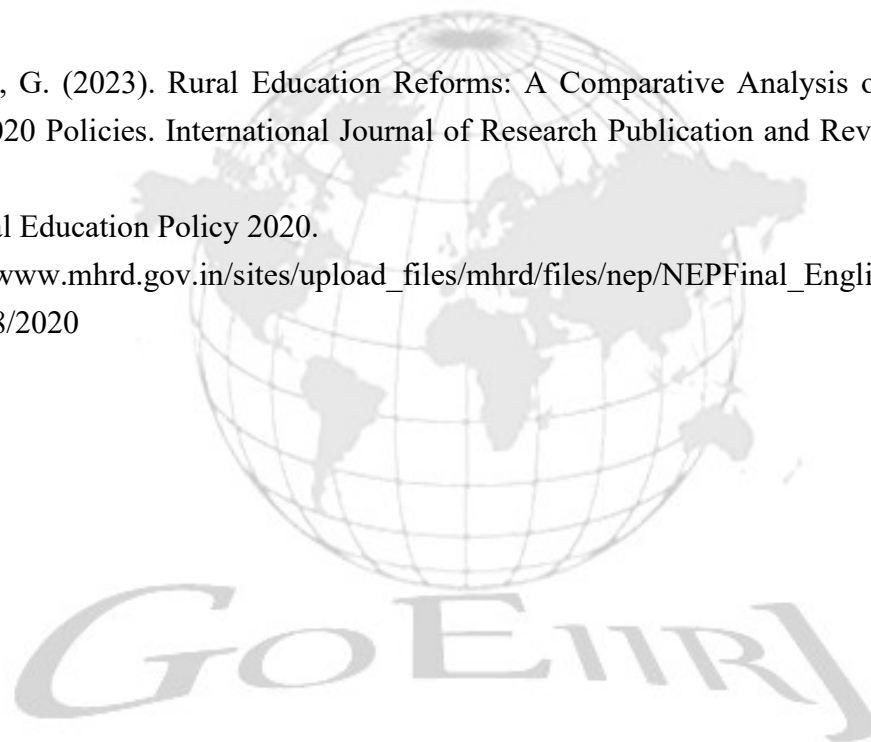 , G. (2023). Rural Education Reforms: A Comparative Analysis o
020 Policies. International Journal of Research Publication and Rev
al Education Policy 2020.
www.mhrd.gov.in/sites/upload_files/mhrd/files/nep/NEPFinal_Engli
8/2020
GOEIIRJ